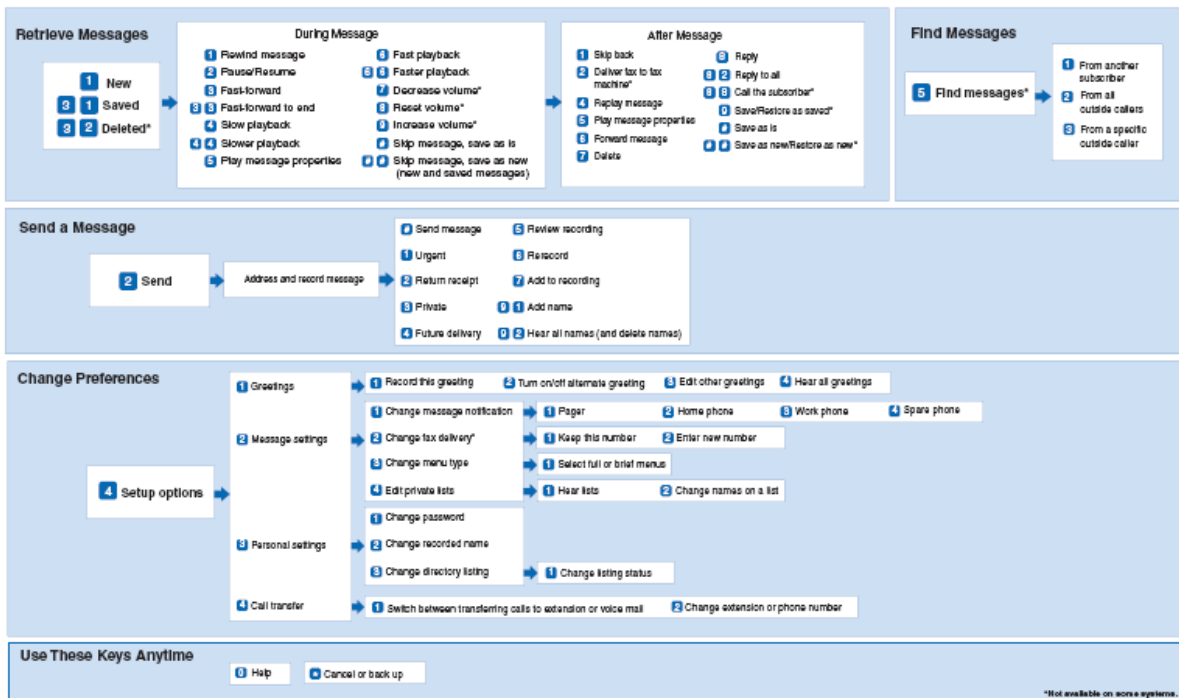 Retrieve Messages
1 New
3 1 Saved
3 2 Deleted*
During Message
1 Rewind message
2 Pause/Resume
3 Fast-forward
3 3 Fast-forward to end
4 Slow playback
4 4 Slower playback
5 Play message properties
6 Fast playback
6 6 Faster playback
7 Decrease volume*
8 Reset volume*
9 Increase volume*
# Skip message, save as is
# # Skip message, save as new
(new and saved messages)
After Message
1 Skip back
2 Deliver fax to fax
machine*
4 Replay message
5 Play message properties
6 Forward message
7 Delete
8 Reply
8 2 Reply to all
8 8 Call the subscriber*
9 Save/Restore as saved*
# Save as is
# # Save as new/Restore as new*
Find Messages
5 Find messages*
1 From another
subscriber
2 From all
outside callers
3 From a specific
outside caller
Send a Message
2 Send
Address and record message
# Send message
1 Urgent
2 Return receipt
3 Private
4 Future delivery
5 Review recording
6 Rerecord
7 Add to recording
9 1 Add name
9 2 Hear all names (and delete names)
Change Preferences
4 Setup options
1 Greetings
1 Record this greeting
2 Turn on/off alternate greeting
3 Edit other greetings
4 Hear all greetings
2 Message settings
1 Change message notification
1 Pager
2 Home phone
3 Work phone
4 Spare phone
2 Change fax delivery*
1 Keep this number
2 Enter new number
3 Change menu type
1 Select full or brief menus
4 Edit private lists
1 Hear lists
2 Change names on a list
3 Personal settings
1 Change password
2 Change recorded name
3 Change directory listing
1 Change listing status
4 Call transfer
1 Switch between transferring calls to extension or voice mail
2 Change extension or phone number
Use These Keys Anytime
0 Help
* Cancel or back up
*Not available on some systems.